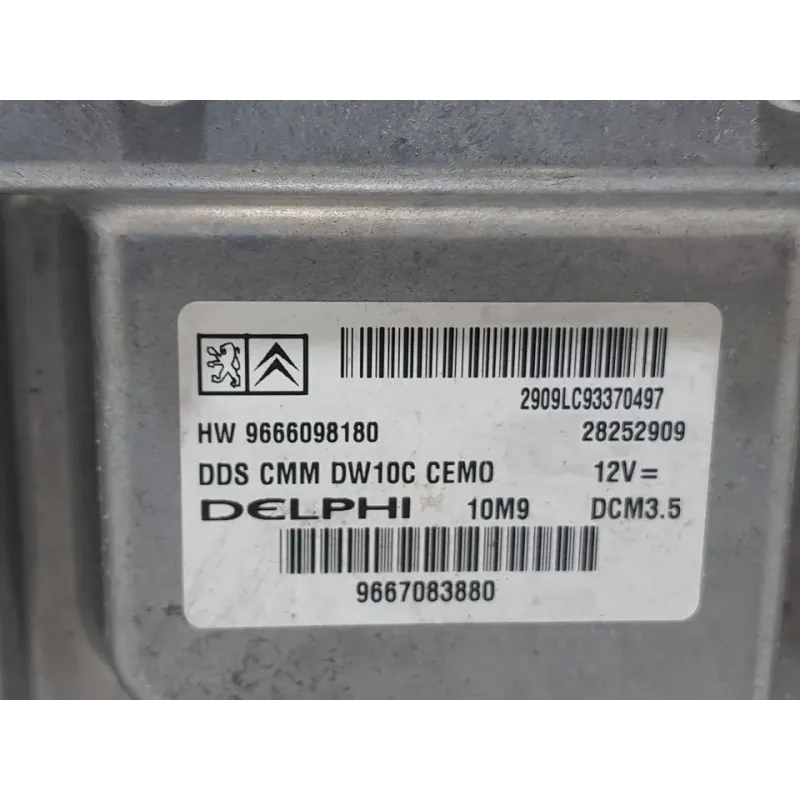 2909LC93370497
HW 9666098180 28252909
DDS CMM DW10C CEMO 12V=
DELPHI 10M9 DCM3.5
9667083880